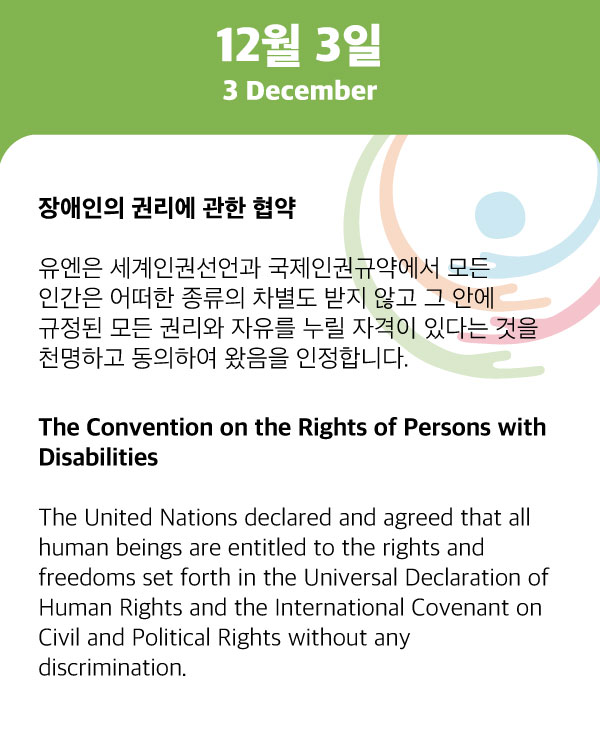 12월 3일
3 December
장애인의 권리에 관한 협약
유엔은 세계인권선언과 국제인권규약에서 모든
인간은 어떠한 종류의 차별도 받지 않고 그 안에
규정된 모든 권리와 자유를 누릴 자격이 있다는 것을
천명하고 동의하여 왔음을 인정합니다.
The Convention on the Rights of Persons with
Disabilities
The United Nations declared and agreed that all
human beings are entitled to the rights and
freedoms set forth in the Universal Declaration of
Human Rights and the International Covenant on
Civil and Political Rights without any
discrimination.